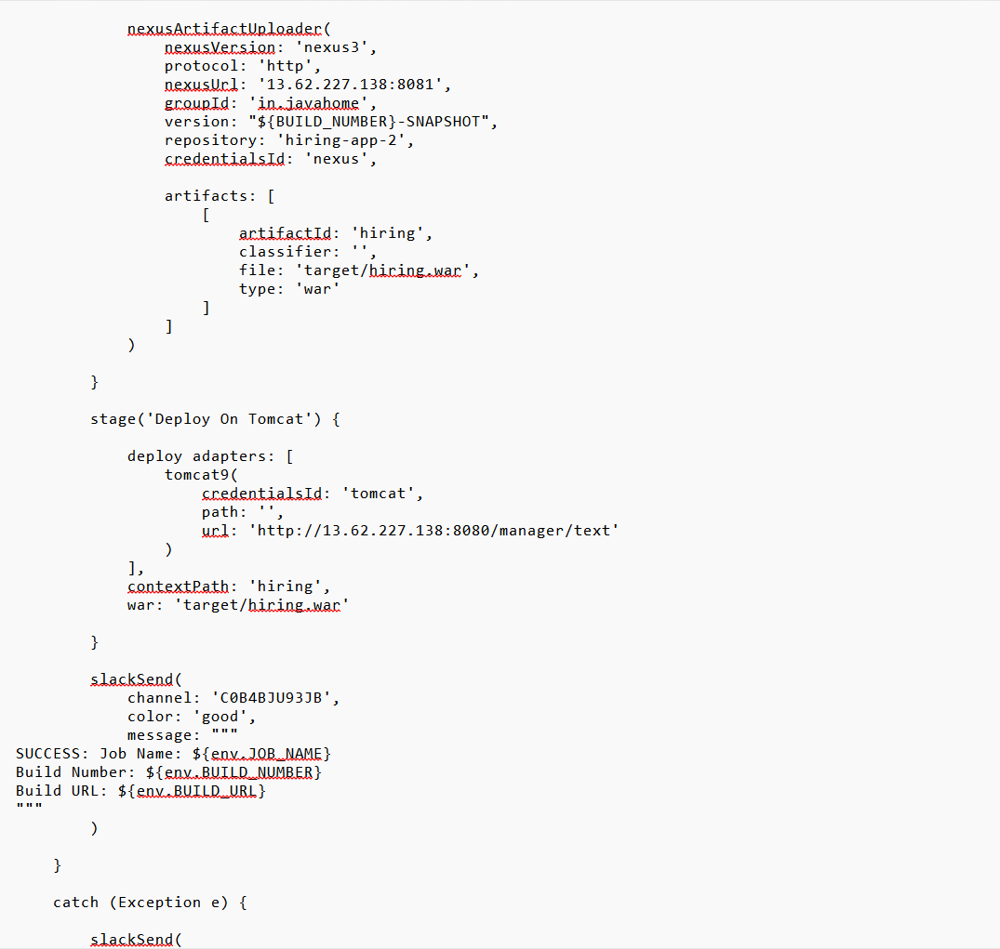 nexusArtifactUploader(
nexusVersion: 'nexus3',
protocol: 'http',
nexusUrl: '13.62.227.138:8081',
groupId: 'in.javahome',
version: "${BUILD_NUMBER}-SNAPSHOT",
repository: 'hiring-app-2',
credentialsId: 'nexus',
artifacts: [
[
artifactId: 'hiring',
classifier: '',
file: 'target/hiring.war',
type: 'war'
]
]
)
}
stage('Deploy On Tomcat') {
deploy adapters: [
tomcat9(
credentialsId: 'tomcat',
path: '',
url: 'http://13.62.227.138:8080/manager/text'
)
],
contextPath: 'hiring',
war: 'target/hiring.war'
}
slackSend(
channel: 'C0B4BJU93JB',
color: 'good',
message: """
SUCCESS: Job Name: ${env.JOB_NAME}
Build Number: ${env.BUILD_NUMBER}
Build URL: ${env.BUILD_URL}
"""
)
}
catch (Exception e) {
slackSend(